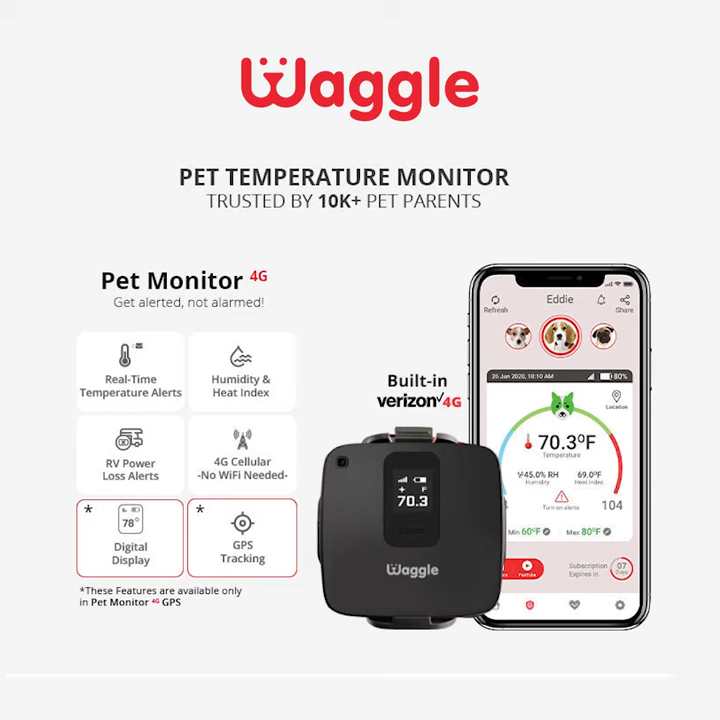 Waggle
PET TEMPERATURE MONITOR
TRUSTED BY 10K+ PET PARENTS
Pet Monitor 4G
Get alerted, not alarmed!
Real-Time
Temperature Alerts
Humidity &
Heat Index
RV Power
Loss Alerts
4G Cellular
-No WiFi Needed-
*
78°
Digital
Display
*
GPS
Tracking
*These Features are available only
in Pet Monitor 4G GPS
Built-in
verizon✓4G
F
70.3
Waggle
Refresh
Eddie
Share
26 Jan 2020, 18:10 AM
80%
Location
70.3°F
Temperature
45.0% RH
Humidity
69.0°F
Heat Index
Turn on alerts
104
Min 60°F
Max 80°F
YouTube
Subscription
Expires in
07
Days